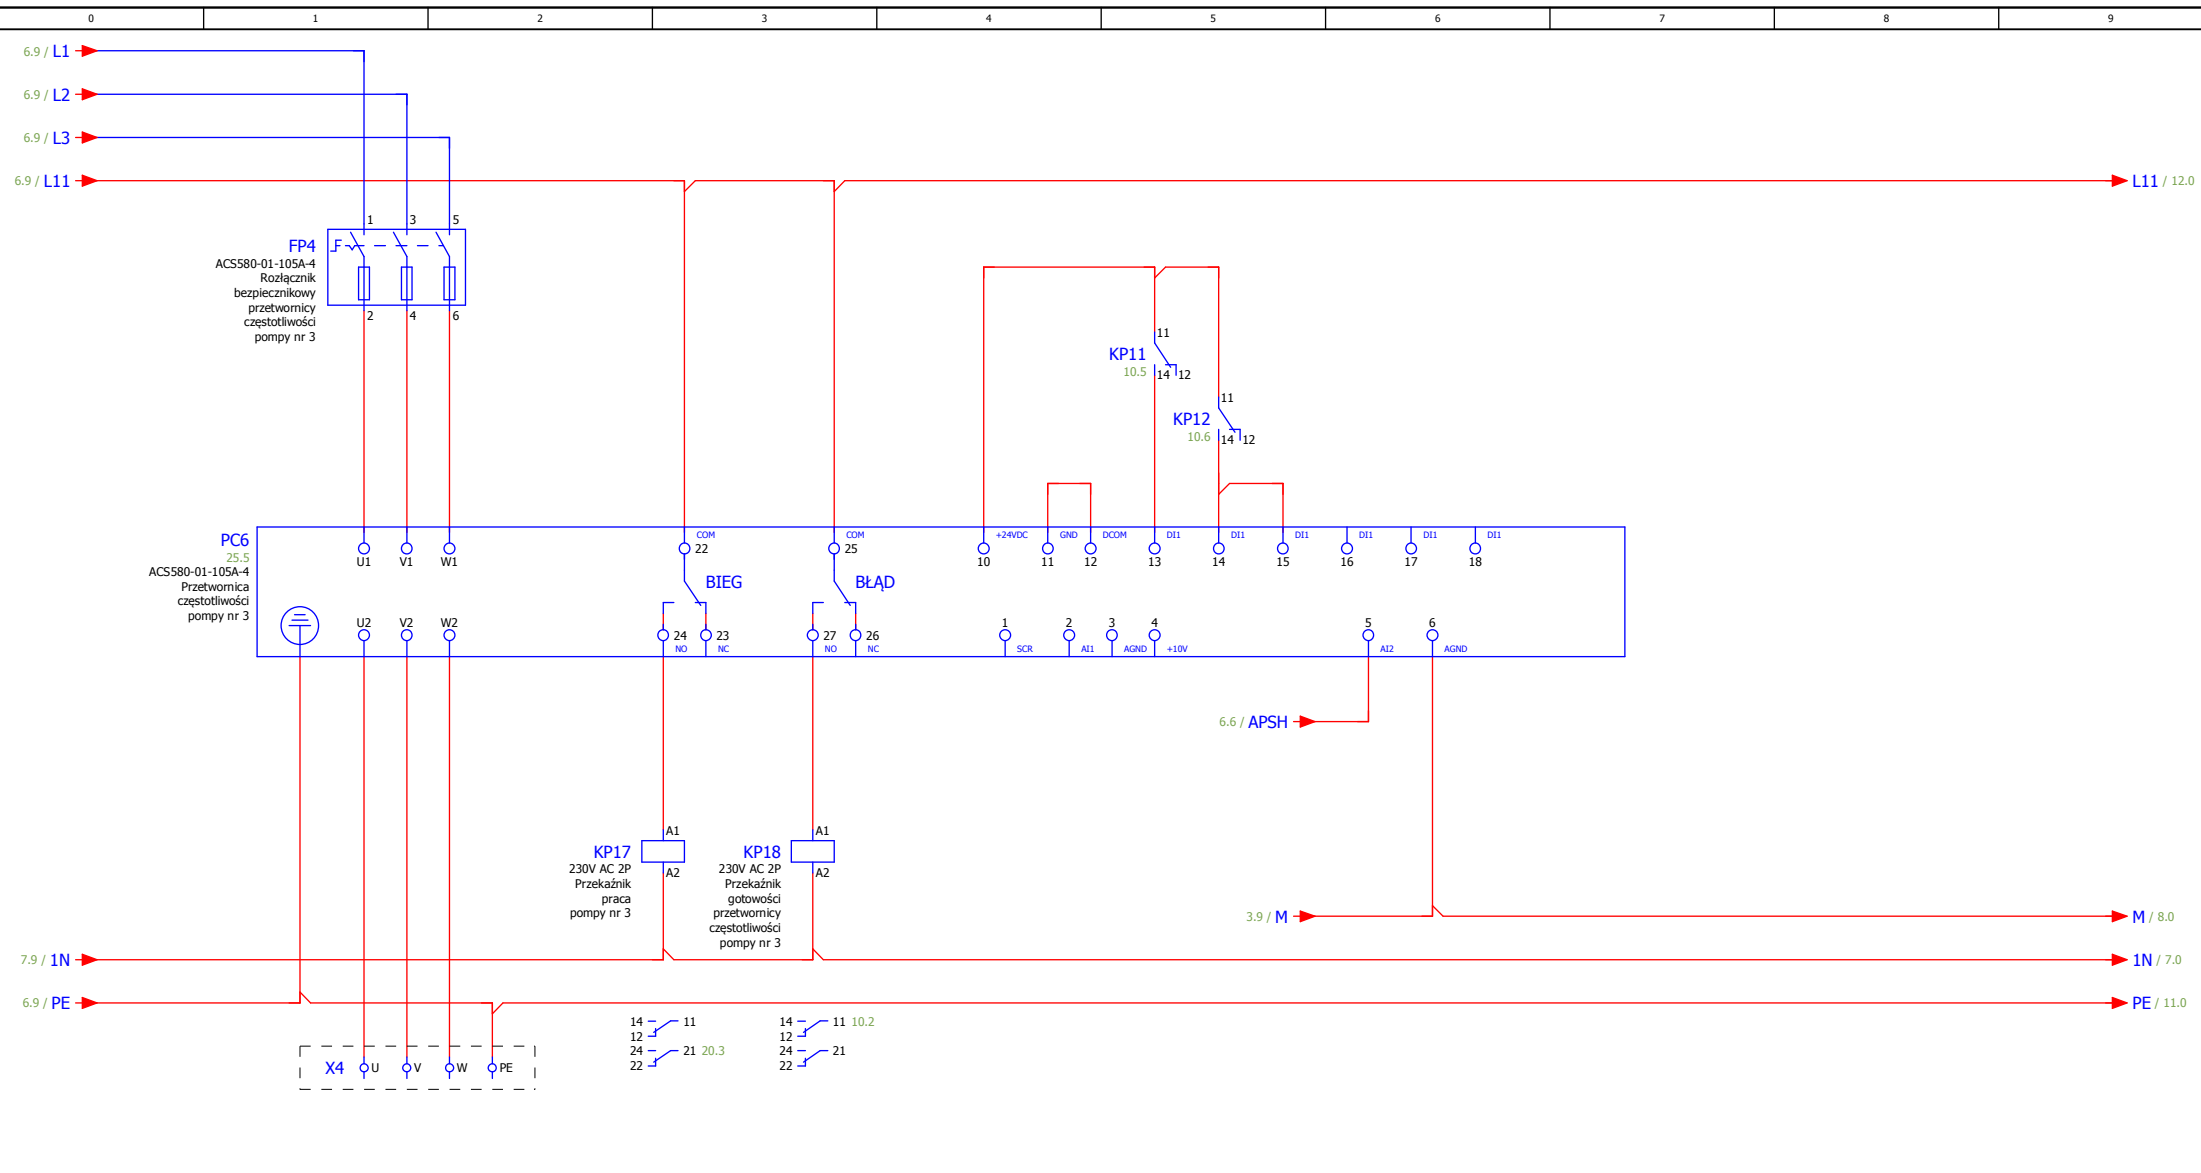 0 1 2 3 4 5 6 7 8 9
6.9 / L1
6.9 / L2
6.9 / L3
6.9 / L11
L11 / 12.0
1 3 5
FP4
ACS580-01-105A-4
Rozłącznik
bezpiecznikowy
przetwornicy
częstotliwości
pompy nr 3
2 4 6
11
KP11
10.5
14 12
11
KP12
10.6
14 12
PC6
25.5
ACS580-01-105A-4
Przetwornica
częstotliwości
pompy nr 3
COM COM +24VDC GND DCOM DI1 DI1 DI1 DI1 DI1 DI1
U1 V1 W1 22 25 10 11 12 13 14 15 16 17 18
BIEG BŁĄD
U2 V2 W2 24 23 27 26 1 2 3 4 5 6
NO NC NO NC SCR AI1 AGND +10V AI2 AGND
6.6 / APSH
A1
KP17
230V AC 2P
A2
Przekaźnik
praca
pompy nr 3
A1
KP18
230V AC 2P
A2
Przekaźnik
gotowości
przetwornicy
częstotliwości
pompy nr 3
3.9 / M
M / 8.0
7.9 / 1N
1N / 7.0
6.9 / PE
PE / 11.0
14 11
12
24 21 20.3
22
14 11 10.2
12
24 21
22
X4 U V W PE